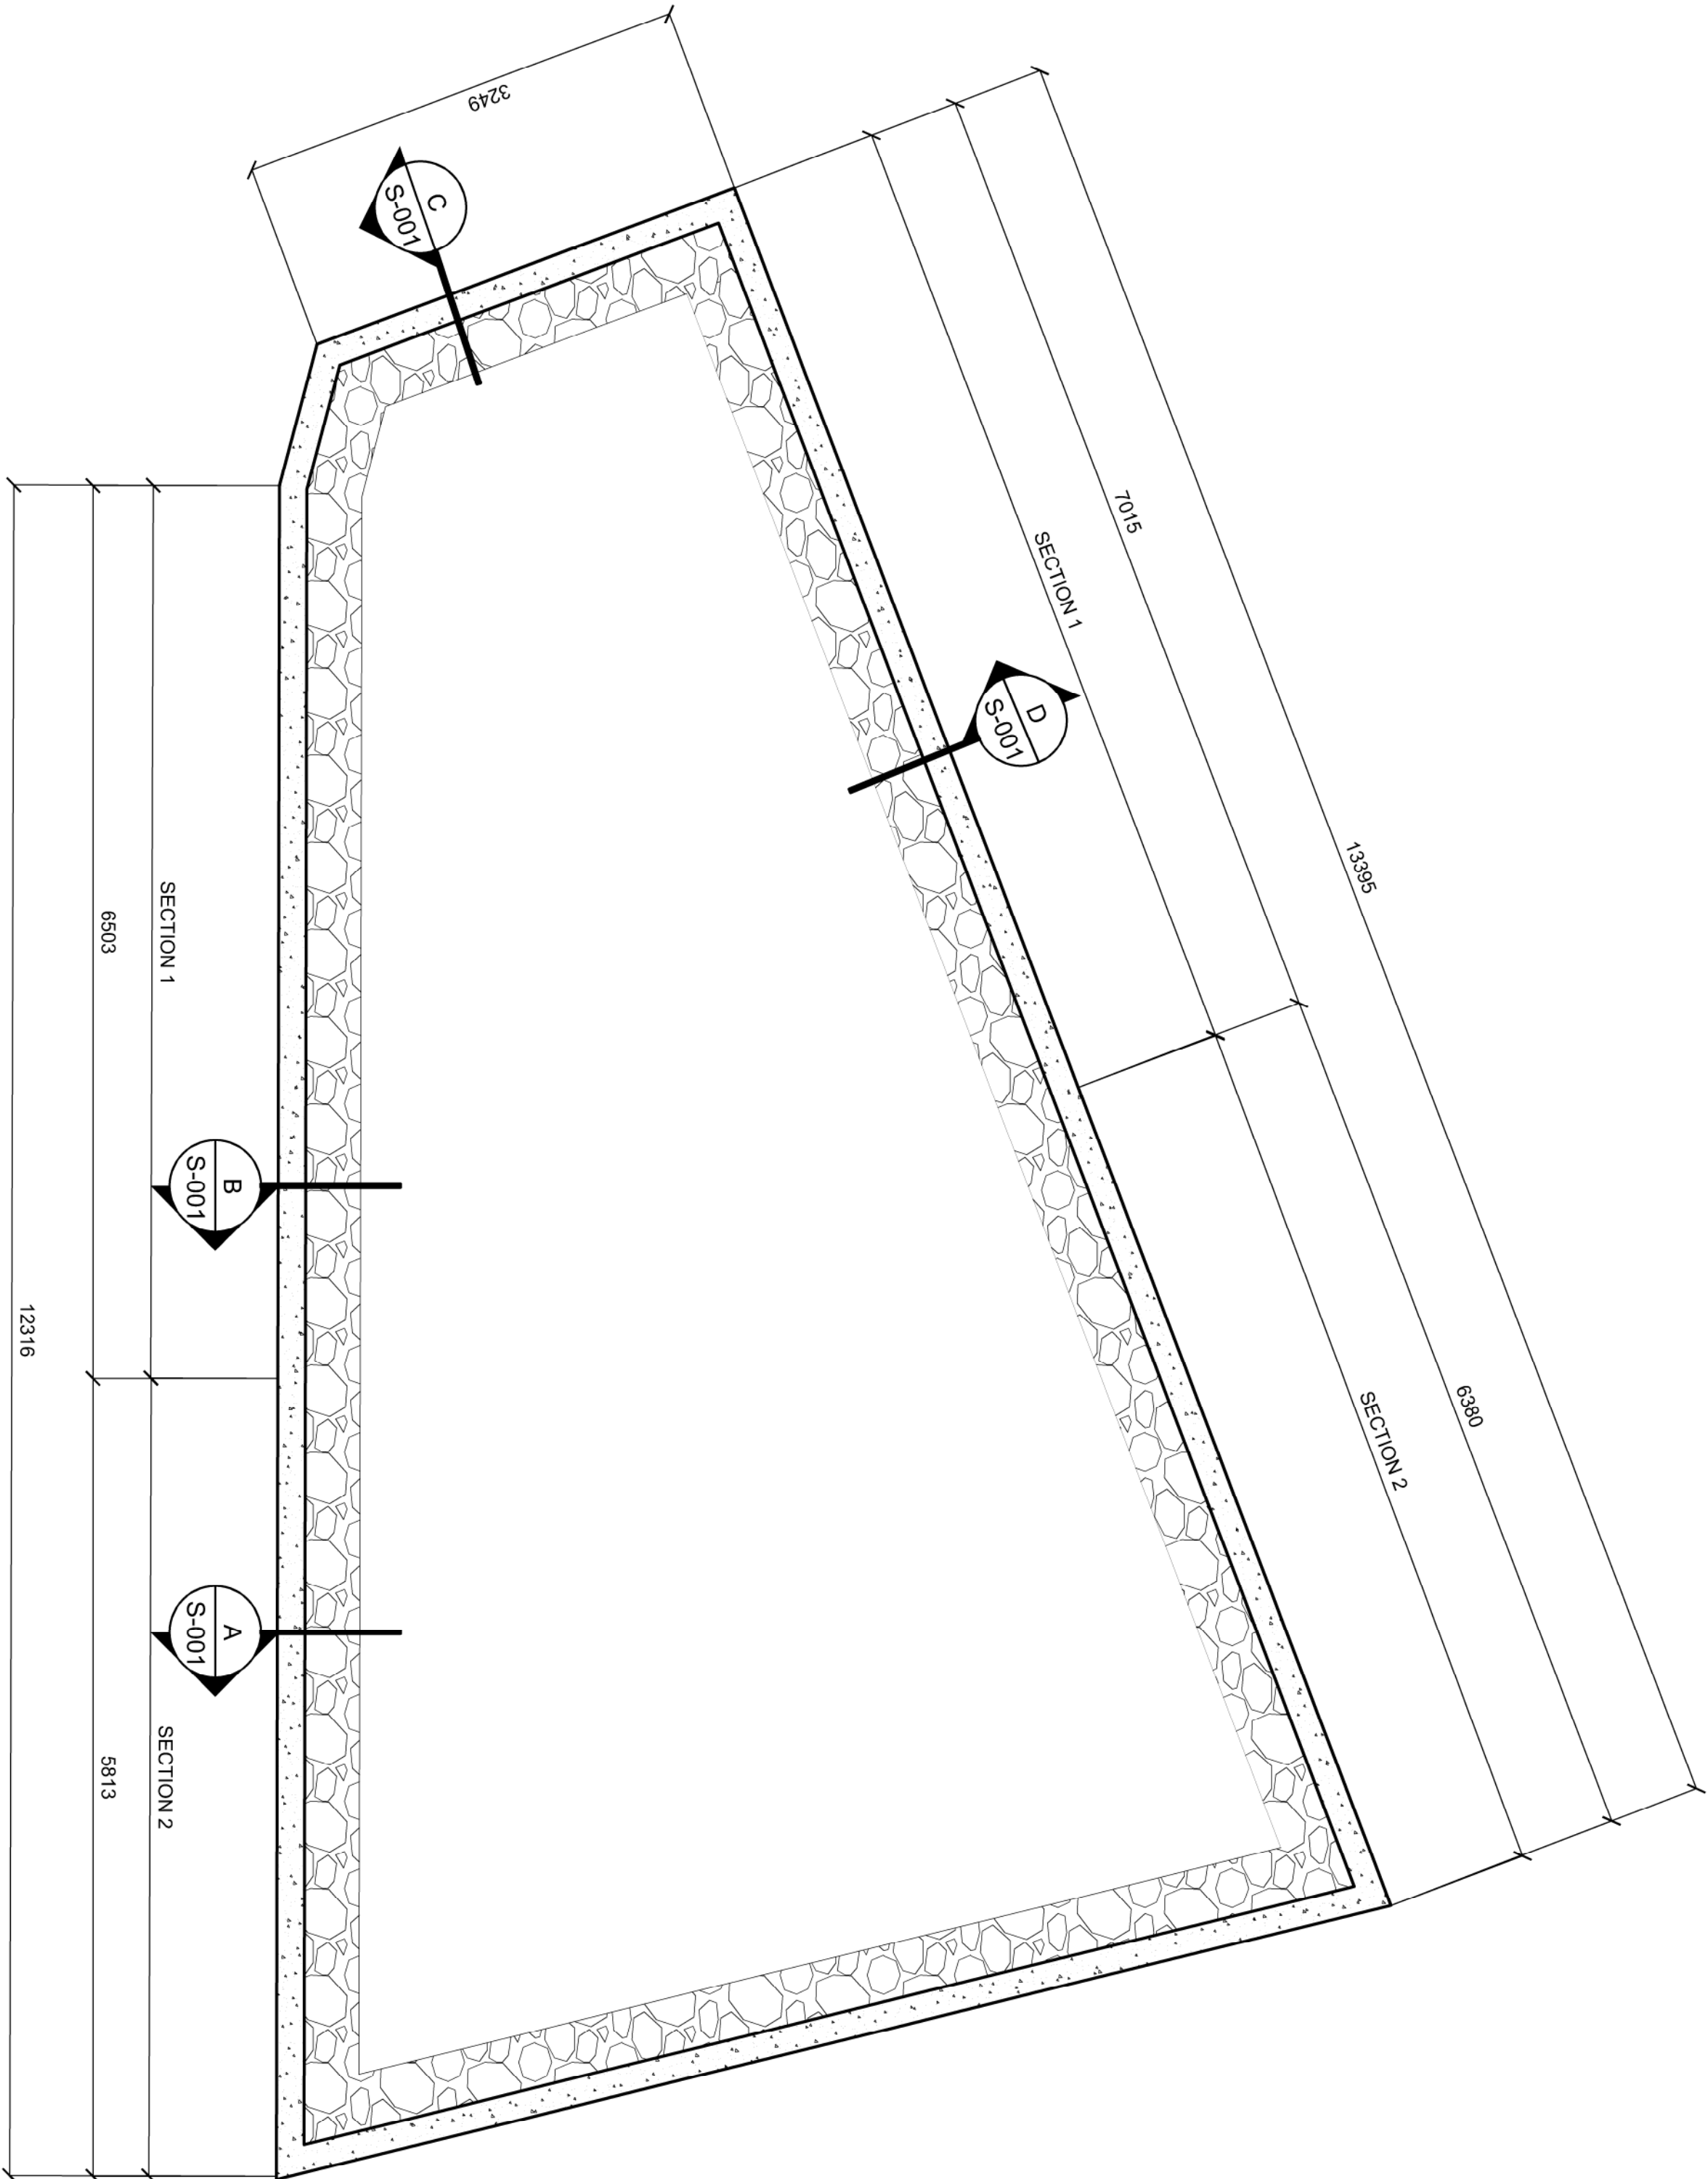 3249
C
S-001
7015
SECTION 1
13395
D
S-001
6380
SECTION 2
SECTION 1
6503
B
S-001
12316
A
S-001
SECTION 2
5813